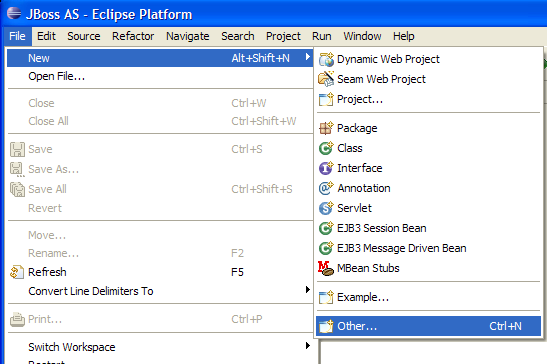 JBoss AS - Eclipse Platform
File Edit Source Refactor Navigate Search Project Run Window Help
New Alt+Shift+N
Open File...
Close Ctrl+W
Close All Ctrl+Shift+W
Save Ctrl+S
Save As...
Save All Ctrl+Shift+S
Revert
Move...
Rename... F2
Refresh F5
Convert Line Delimiters To
Print... Ctrl+P
Switch Workspace
Restart
Dynamic Web Project
Seam Web Project
Project...
Package
Class
Interface
Annotation
Servlet
EJB3 Session Bean
EJB3 Message Driven Bean
MBean Stubs
Example...
Other... Ctrl+N